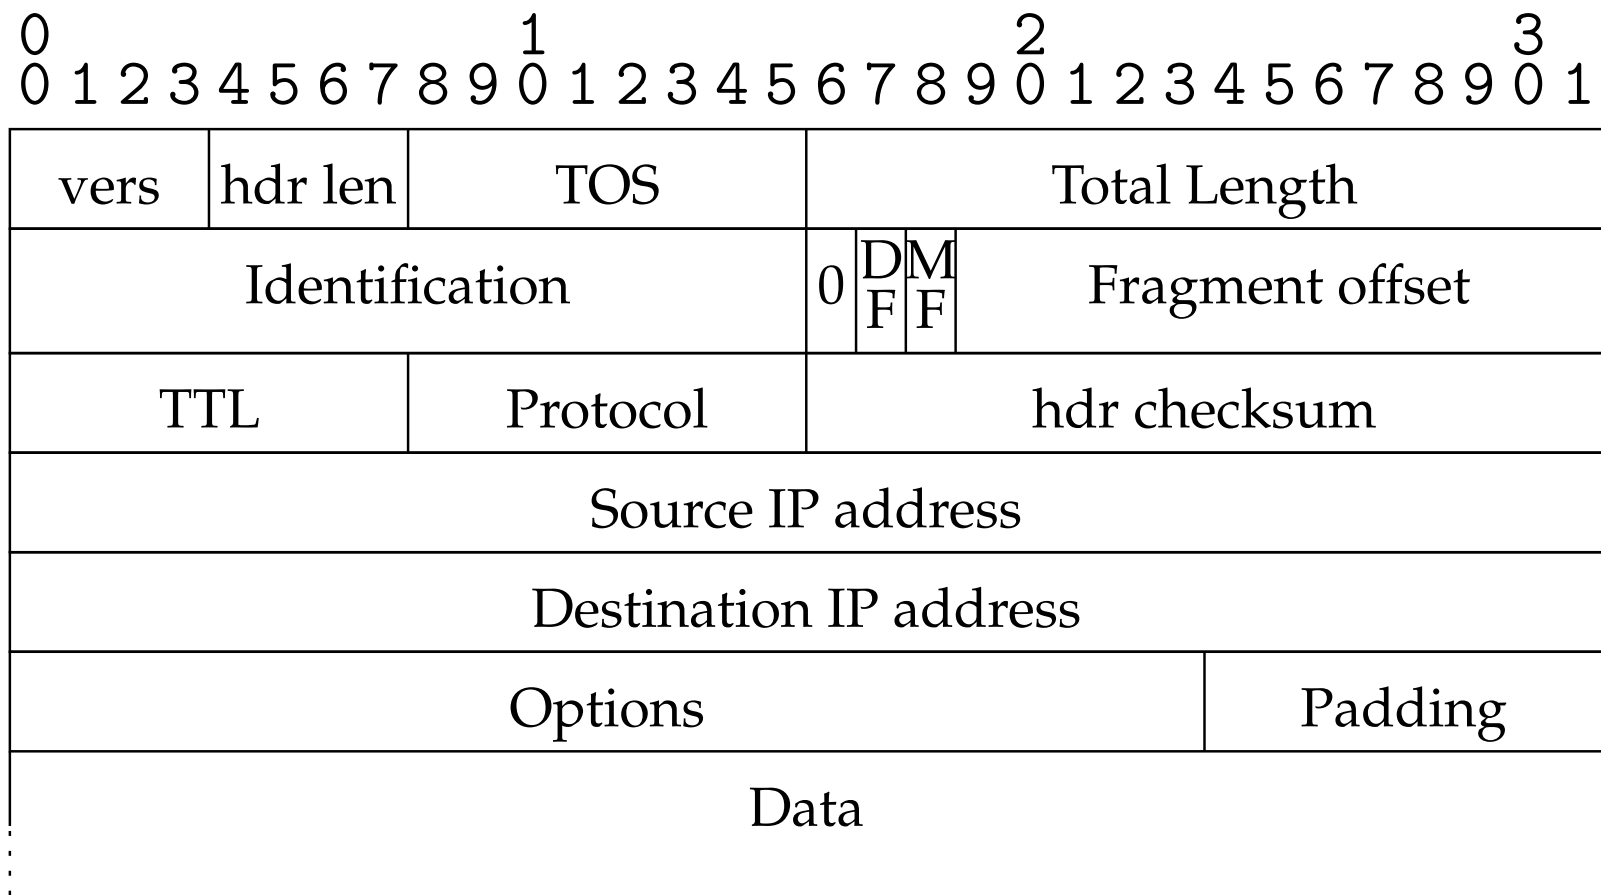 0 1 2 3
0 1 2 3 4 5 6 7 8 9 0 1 2 3 4 5 6 7 8 9 0 1 2 3 4 5 6 7 8 9 0 1
vers hdr len TOS Total Length
Identification 0 DF MF Fragment offset
TTL Protocol hdr checksum
Source IP address
Destination IP address
Options Padding
Data